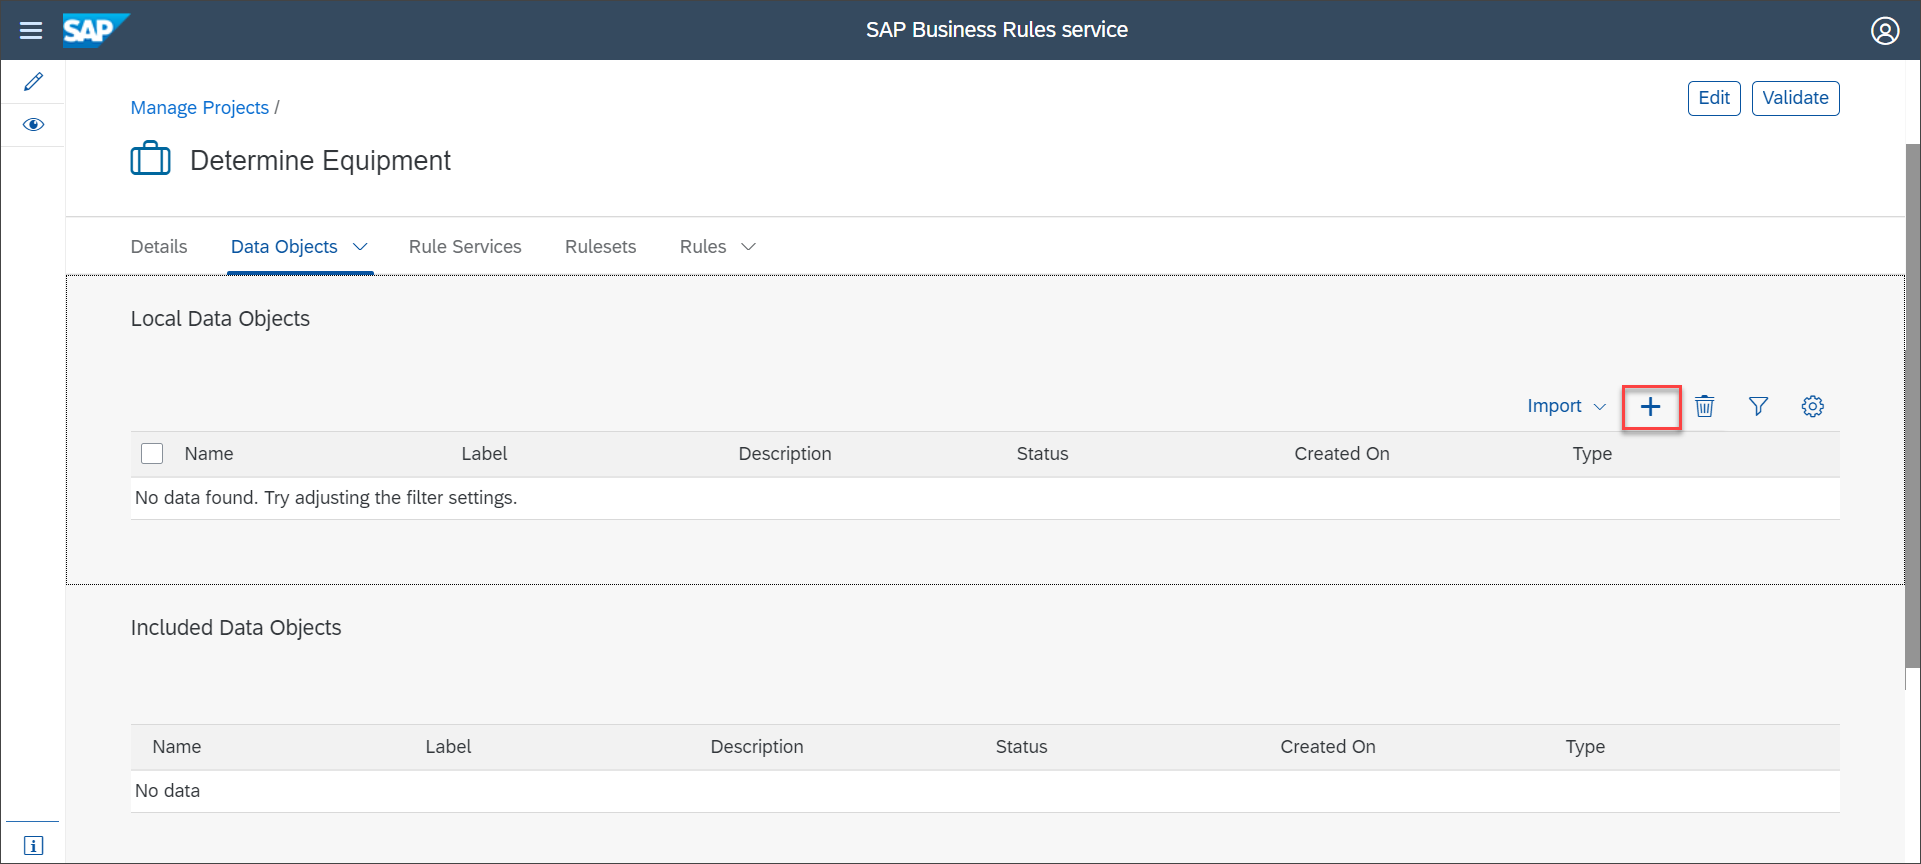 SAP SAP Business Rules service
Manage Projects / Edit Validate
Determine Equipment
Details Data Objects Rule Services Rulesets Rules
Local Data Objects
Import
Name Label Description Status Created On Type
No data found. Try adjusting the filter settings.
Included Data Objects
Name Label Description Status Created On Type
No data